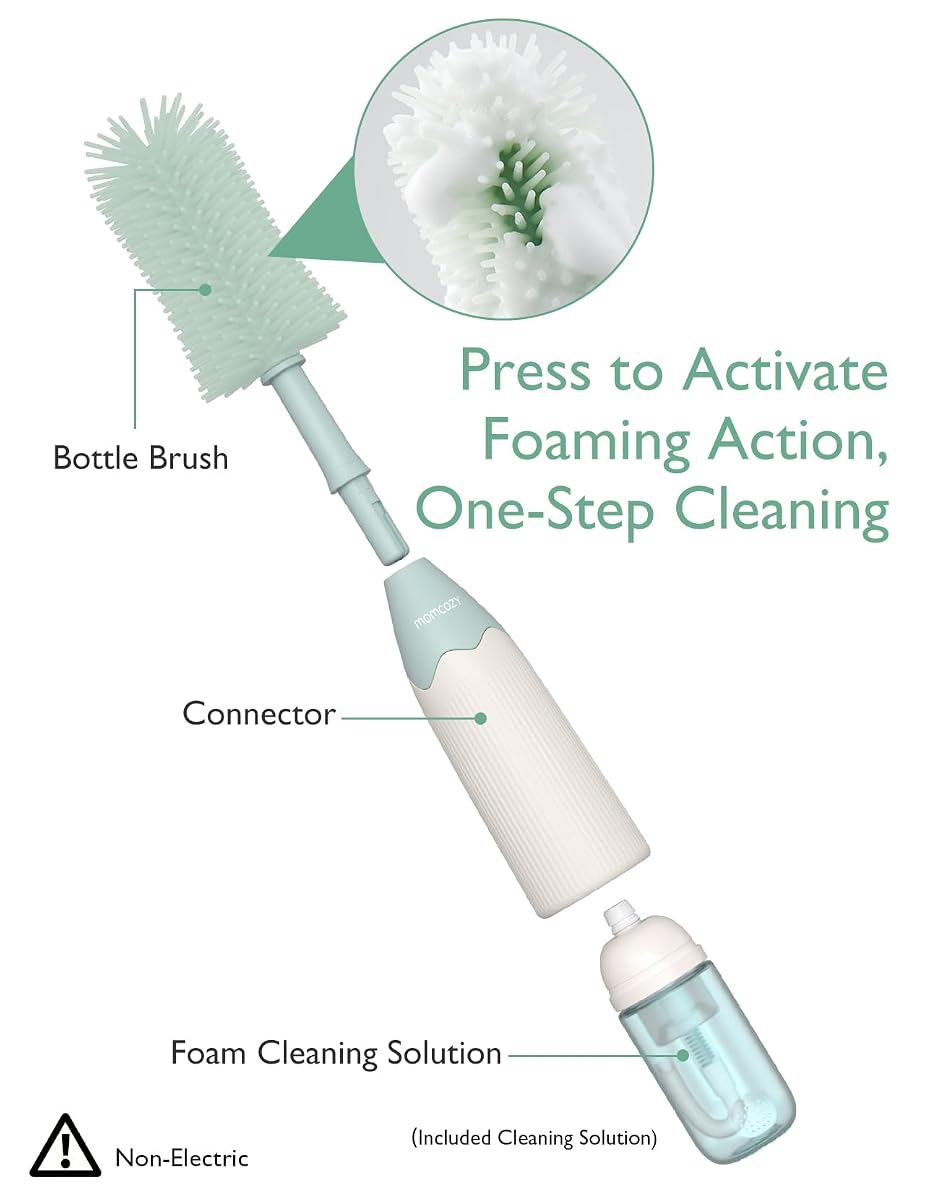 Press to Activate
Foaming Action,
One-Step Cleaning
Bottle Brush
momcozy
Connector
Foam Cleaning Solution
(Included Cleaning Solution)
Non-Electric